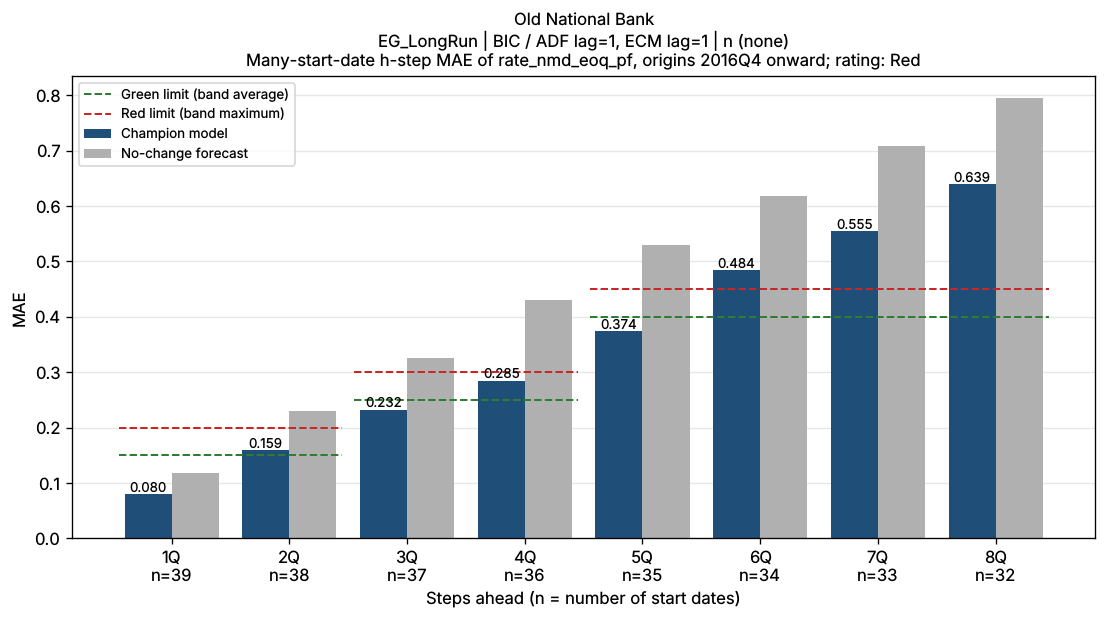 Old National Bank
EG_LongRun | BIC / ADF lag=1, ECM lag=1 | n (none)
Many-start-date h-step MAE of rate_nmd_eoq_pf, origins 2016Q4 onward; rating: Red
Green limit (band average)
Red limit (band maximum)
Champion model
No-change forecast
MAE
0.8
0.7
0.6
0.5
0.4
0.3
0.2
0.1
0.0
0.080
0.159
0.232
0.285
0.374
0.484
0.555
0.639
1Q 2Q 3Q 4Q 5Q 6Q 7Q 8Q
n=39 n=38 n=37 n=36 n=35 n=34 n=33 n=32
Steps ahead (n = number of start dates)